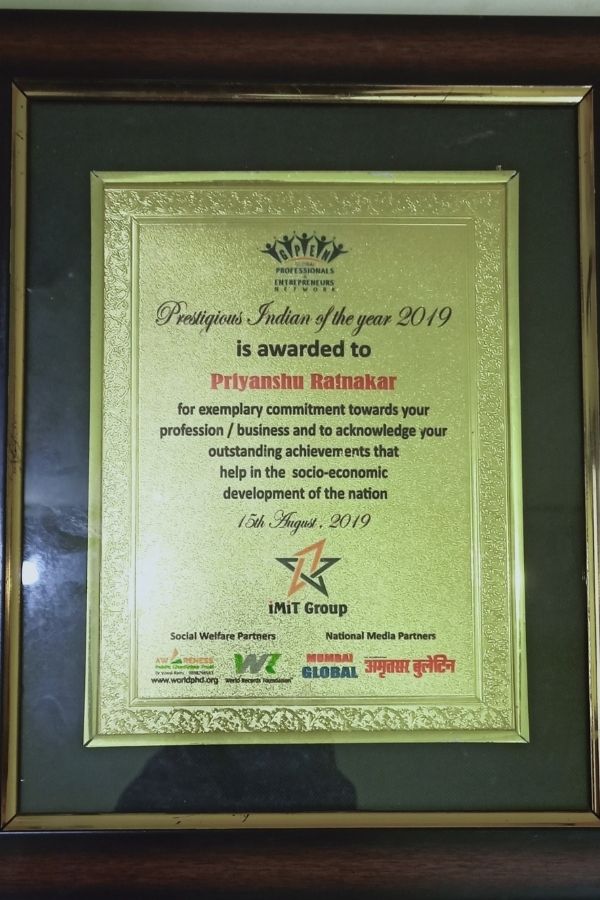 GPEN
GLOBAL
PROFESSIONALS
ENTREPRENEURS
NETWORK
Prestigious Indian of the year 2019
is awarded to
Priyanshu Ratnakar
for exemplary commitment towards your
profession / business and to acknowledge your
outstanding achievements that
help in the socio-economic
development of the nation
15th August, 2019
iMiT Group
Social Welfare Partners National Media Partners
AWARENESS WR MUMBAI GLOBAL अमृतसर बुलेटिन
www.worldphd.org World Records Foundation